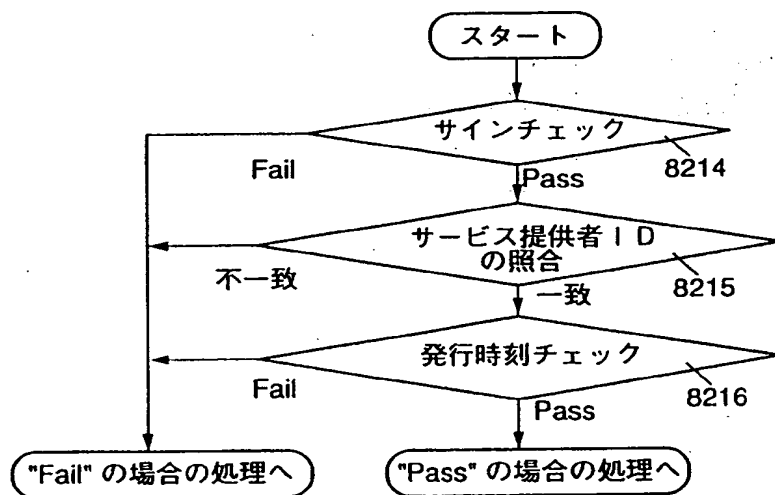 スタート
サインチェック
Fail
Pass
8214
サービス提供者ID
の照合
不一致
一致
8215
発行時刻チェック
Fail
Pass
8216
"Fail" の場合の処理へ
"Pass" の場合の処理へ